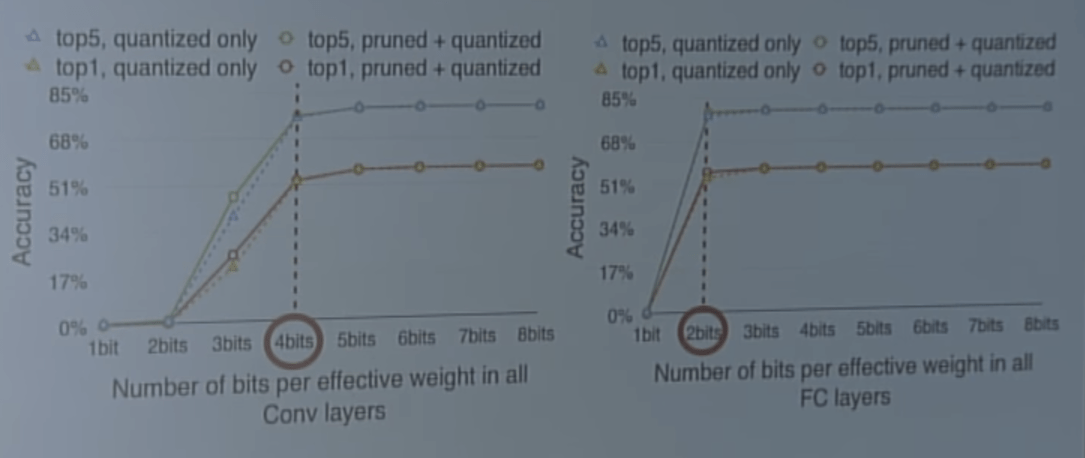 top5, quantized only top5, pruned + quantized
top1, quantized only top1, pruned + quantized
85%
68%
51%
34%
17%
0%
Accuracy
1bit 2bits 3bits 4bits 5bits 6bits 7bits 8bits
Number of bits per effective weight in all
Conv layers
top5, quantized only top5, pruned + quantized
top1, quantized only top1, pruned + quantized
85%
68%
51%
34%
17%
0%
Accuracy
1bit 2bits 3bits 4bits 5bits 6bits 7bits 8bits
Number of bits per effective weight in all
FC layers